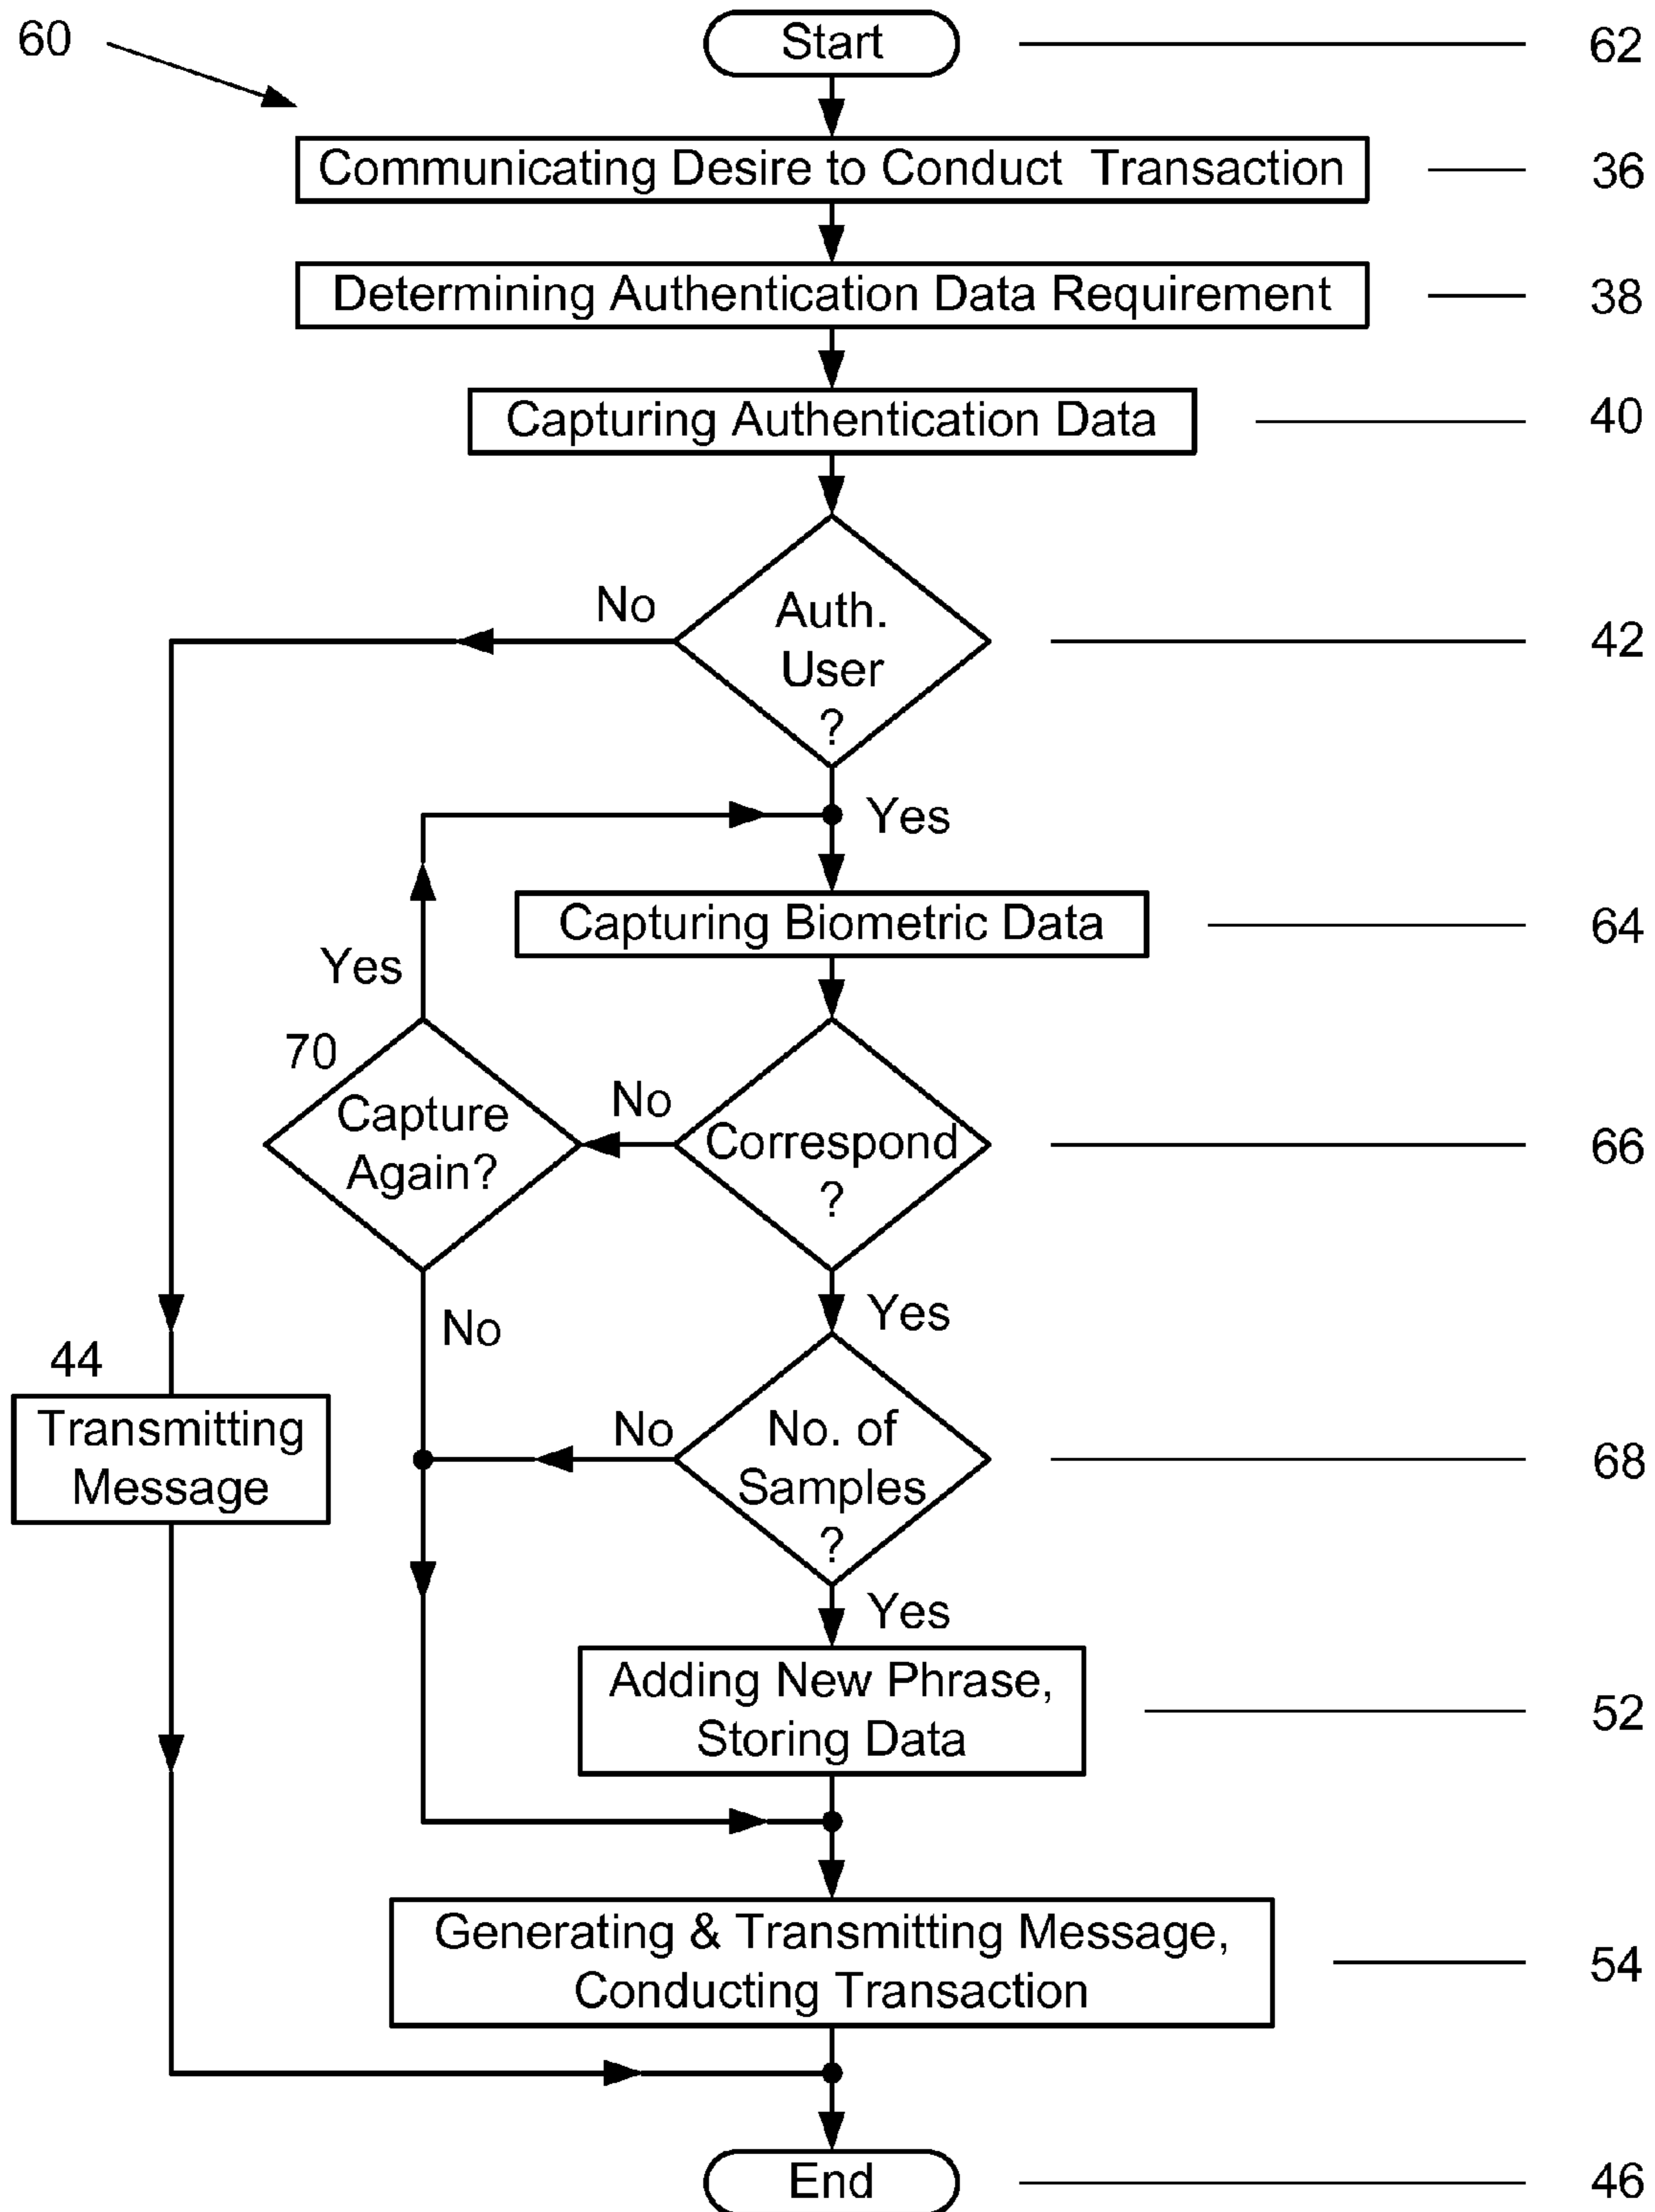 60
Start
62
Communicating Desire to Conduct Transaction
36
Determining Authentication Data Requirement
38
Capturing Authentication Data
40
No
Auth.
User
?
42
Yes
Capturing Biometric Data
64
Yes
70
Capture
Again?
No
Correspond
?
66
Yes
No
44
Transmitting
Message
No
No. of
Samples
?
68
Yes
Adding New Phrase,
Storing Data
52
Generating & Transmitting Message,
Conducting Transaction
54
End
46